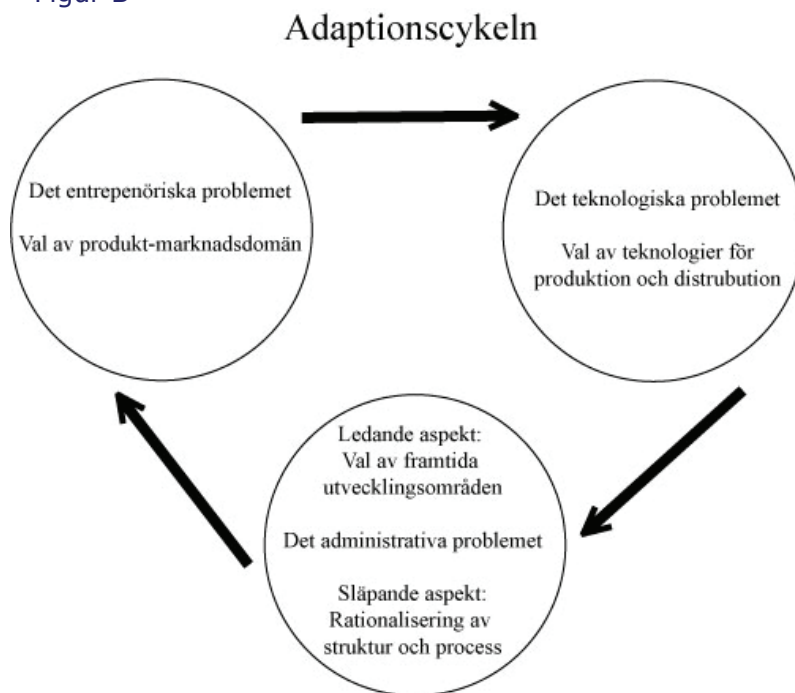 Figur B
Adaptionscykeln
Det entrepenöriska problemet
Val av produkt-marknadsdomän
Det teknologiska problemet
Val av teknologier för
produktion och distrubution
Ledande aspekt:
Val av framtida
utvecklingsområden
Det administrativa problemet
Släpande aspekt:
Rationalisering av
struktur och process